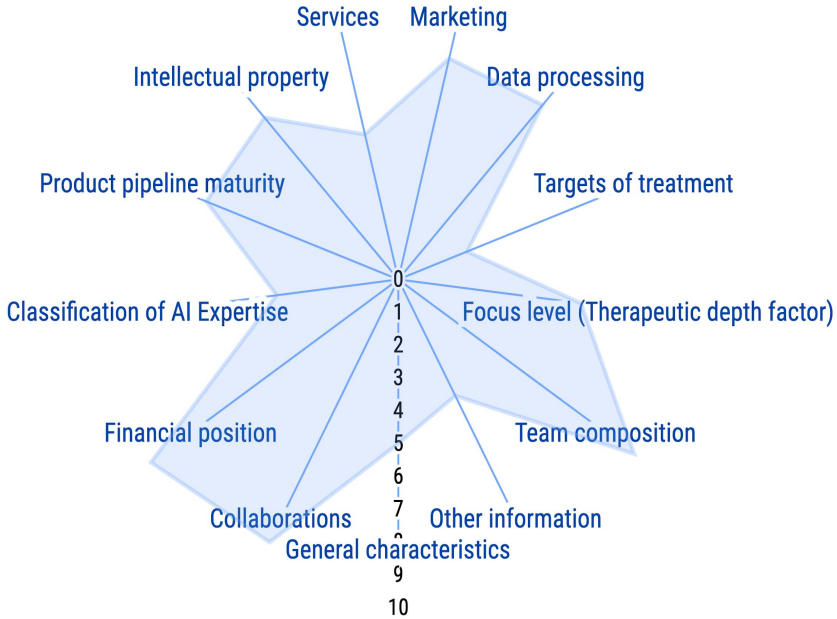 Services
Marketing
Intellectual property
Data processing
Product pipeline maturity
Targets of treatment
0
Classification of AI Expertise
1
Focus level (Therapeutic depth factor)
2
3
4
Financial position
Team composition
5
6
7
Collaborations
Other information
General characteristics
9
10